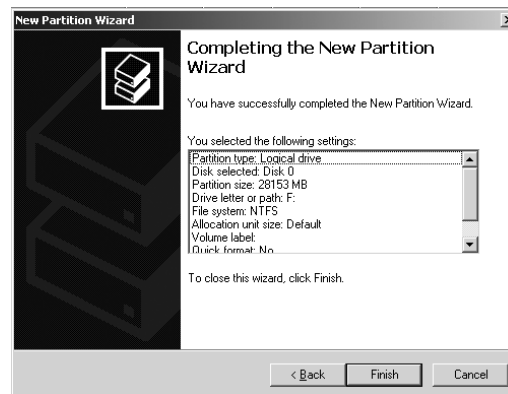 New Partition Wizard
Completing the New Partition
Wizard
You have successfully completed the New Partition Wizard.
You selected the following settings:
Partition type: Logical drive
Disk selected: Disk 0
Partition size: 28153 MB
Drive letter or path: F:
File system: NTFS
Allocation unit size: Default
Volume label:
Quick format: No
To close this wizard, click Finish.
< Back Finish Cancel